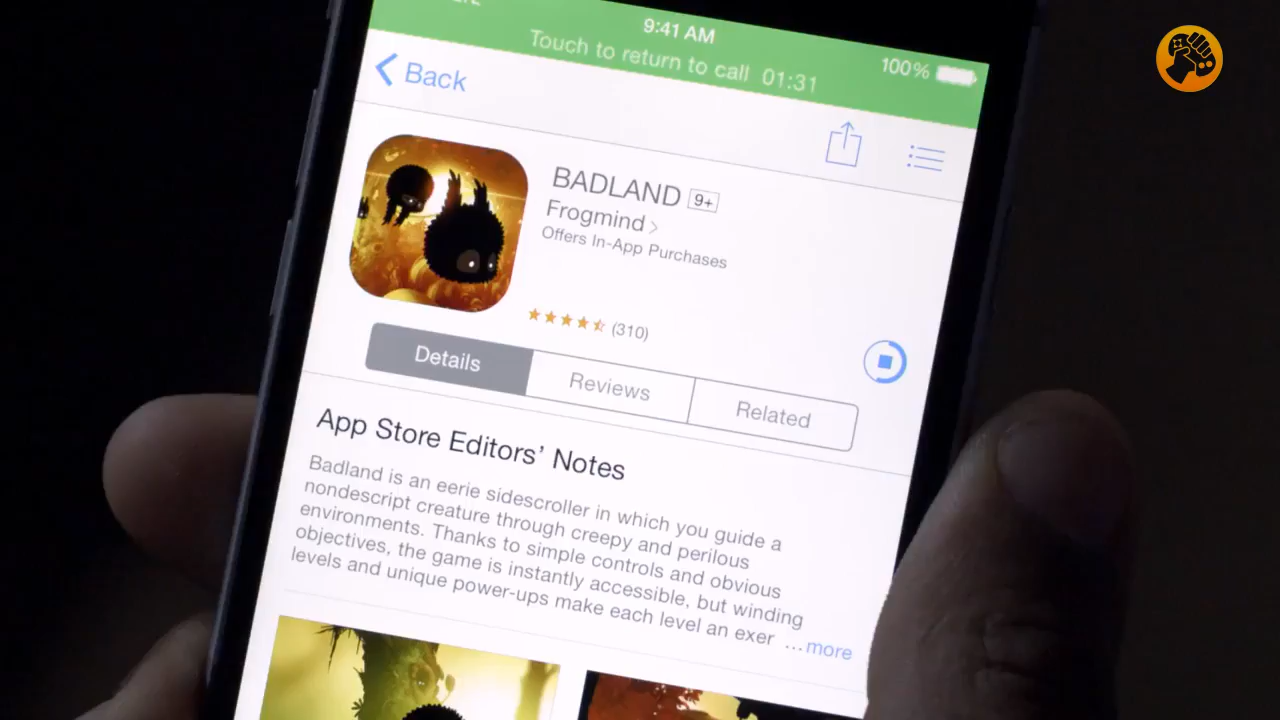 9:41 AM
100%
Touch to return to call 01:31
Back
BADLAND 9+
Frogmind
Offers In-App Purchases
(310)
Details
Reviews
Related
App Store Editors’ Notes
Badland is an eerie sidescroller in which you guide a
nondescript creature through creepy and perilous
environments. Thanks to simple controls and obvious
objectives, the game is instantly accessible, but winding
levels and unique power-ups make each level an exer ...more